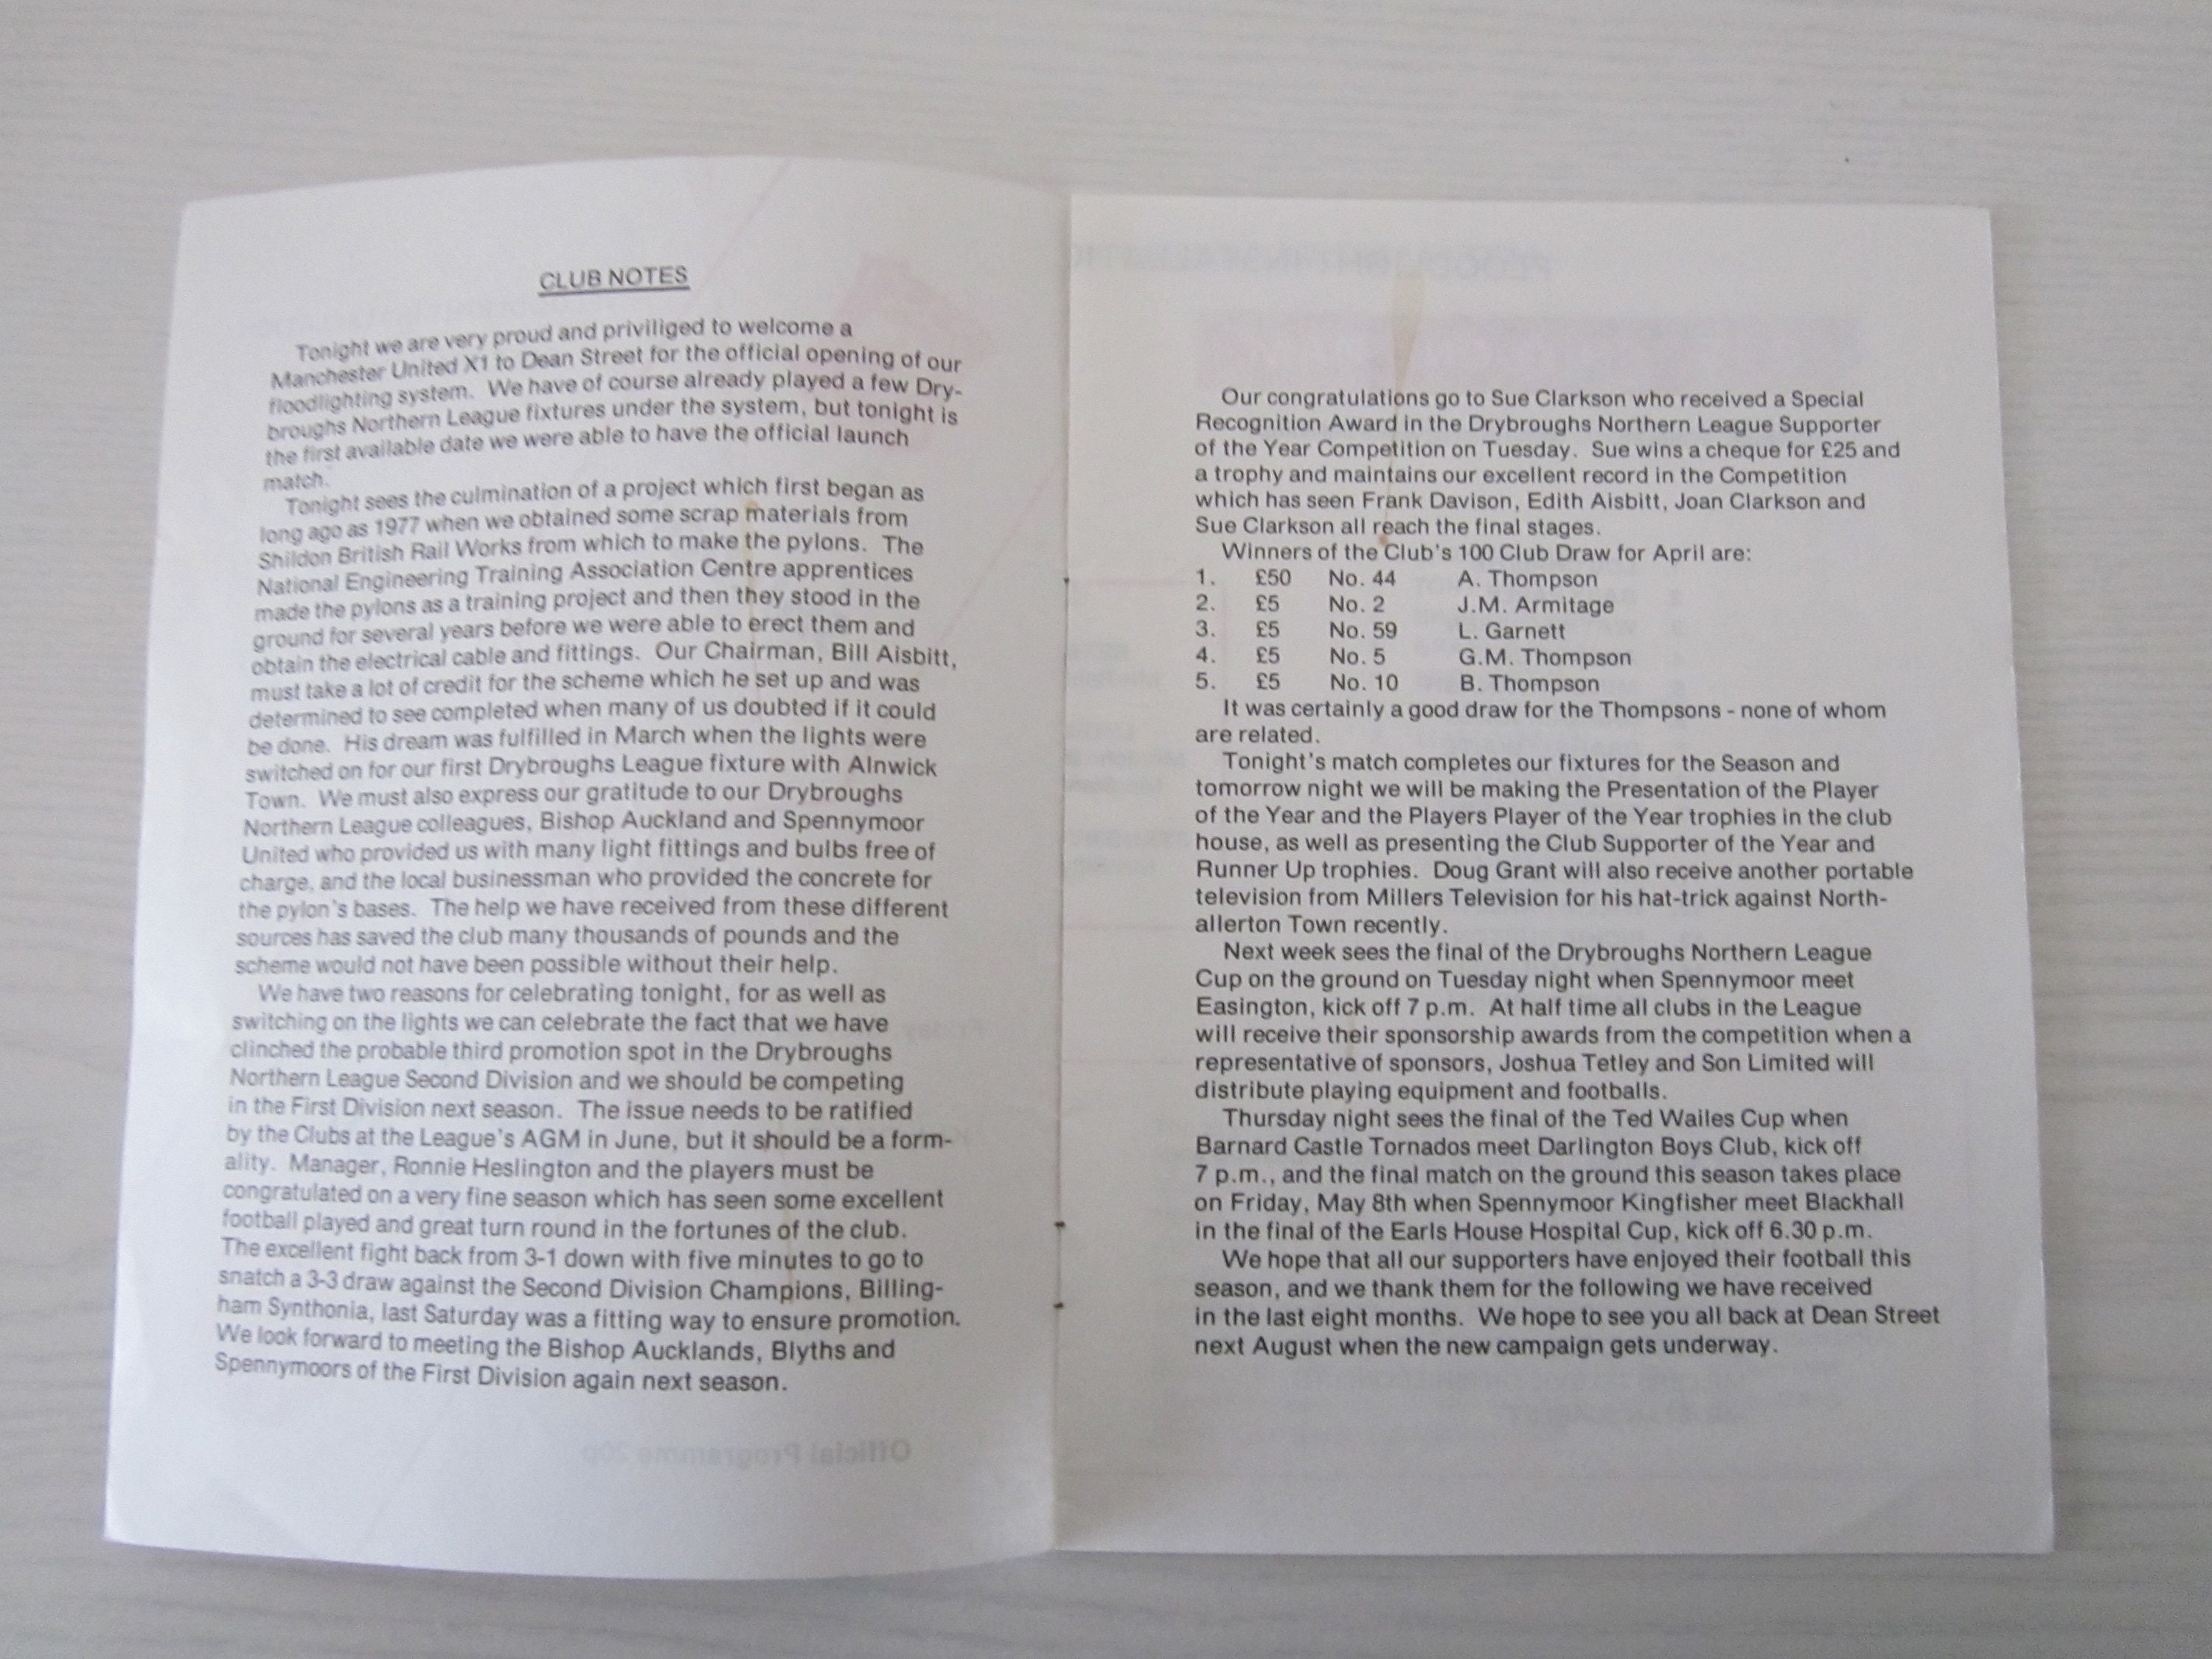 CLUB NOTES
Tonight we are very proud and priviliged to welcome a
Manchester United X1 to Dean Street for the official opening of our
floodlighting system. We have of course already played a few Dry-
broughs Northern League fixtures under the system, but tonight is
the first available date we were able to have the official launch
match.
Tonight sees the culmination of a project which first began as
long ago as 1977 when we obtained some scrap materials from
Shildon British Rail Works from which to make the pylons. The
National Engineering Training Association Centre apprentices
made the pylons as a training project and then they stood in the
ground for several years before we were able to erect them and
obtain the electrical cable and fittings. Our Chairman, Bill Aisbitt,
must take a lot of credit for the scheme which he set up and was
determined to see completed when many of us doubted if it could
be done. His dream was fulfilled in March when the lights were
switched on for our first Drybroughs League fixture with Alnwick
Town. We must also express our gratitude to our Drybroughs
Northern League colleagues, Bishop Auckland and Spennymoor
United who provided us with many light fittings and bulbs free of
charge, and the local businessman who provided the concrete for
the pylon's bases. The help we have received from these different
sources has saved the club many thousands of pounds and the
scheme would not have been possible without their help.
We have two reasons for celebrating tonight, for as well as
switching on the lights we can celebrate the fact that we have
clinched the probable third promotion spot in the Drybroughs
Northern League Second Division and we should be competing
in the First Division next season. The issue needs to be ratified
by the Clubs at the League's AGM in June, but it should be a form-
ality. Manager, Ronnie Heslington and the players must be
congratulated on a very fine season which has seen some excellent
football played and great turn round in the fortunes of the club.
The excellent fight back from 3-1 down with five minutes to go to
snatch a 3-3 draw against the Second Division Champions, Billing-
ham Synthonia, last Saturday was a fitting way to ensure promotion.
We look forward to meeting the Bishop Aucklands, Blyths and
Spennymoors of the First Division again next season.
Our congratulations go to Sue Clarkson who received a Special
Recognition Award in the Drybroughs Northern League Supporter
of the Year Competition on Tuesday. Sue wins a cheque for £25 and
a trophy and maintains our excellent record in the Competition
which has seen Frank Davison, Edith Aisbitt, Joan Clarkson and
Sue Clarkson all reach the final stages.
Winners of the Club's 100 Club Draw for April are:
1. £50 No. 44 A. Thompson
2. £5 No. 2 J.M. Armitage
3. £5 No. 59 L. Garnett
4. £5 No. 5 G.M. Thompson
5. £5 No. 10 B. Thompson
It was certainly a good draw for the Thompsons - none of whom
are related.
Tonight's match completes our fixtures for the Season and
tomorrow night we will be making the Presentation of the Player
of the Year and the Players Player of the Year trophies in the club
house, as well as presenting the Club Supporter of the Year and
Runner Up trophies. Doug Grant will also receive another portable
television from Millers Television for his hat-trick against North-
allerton Town recently.
Next week sees the final of the Drybroughs Northern League
Cup on the ground on Tuesday night when Spennymoor meet
Easington, kick off 7 p.m. At half time all clubs in the League
will receive their sponsorship awards from the competition when a
representative of sponsors, Joshua Tetley and Son Limited will
distribute playing equipment and footballs.
Thursday night sees the final of the Ted Wailes Cup when
Barnard Castle Tornados meet Darlington Boys Club, kick off
7 p.m., and the final match on the ground this season takes place
on Friday, May 8th when Spennymoor Kingfisher meet Blackhall
in the final of the Earls House Hospital Cup, kick off 6.30 p.m.
We hope that all our supporters have enjoyed their football this
season, and we thank them for the following we have received
in the last eight months. We hope to see you all back at Dean Street
next August when the new campaign gets underway.